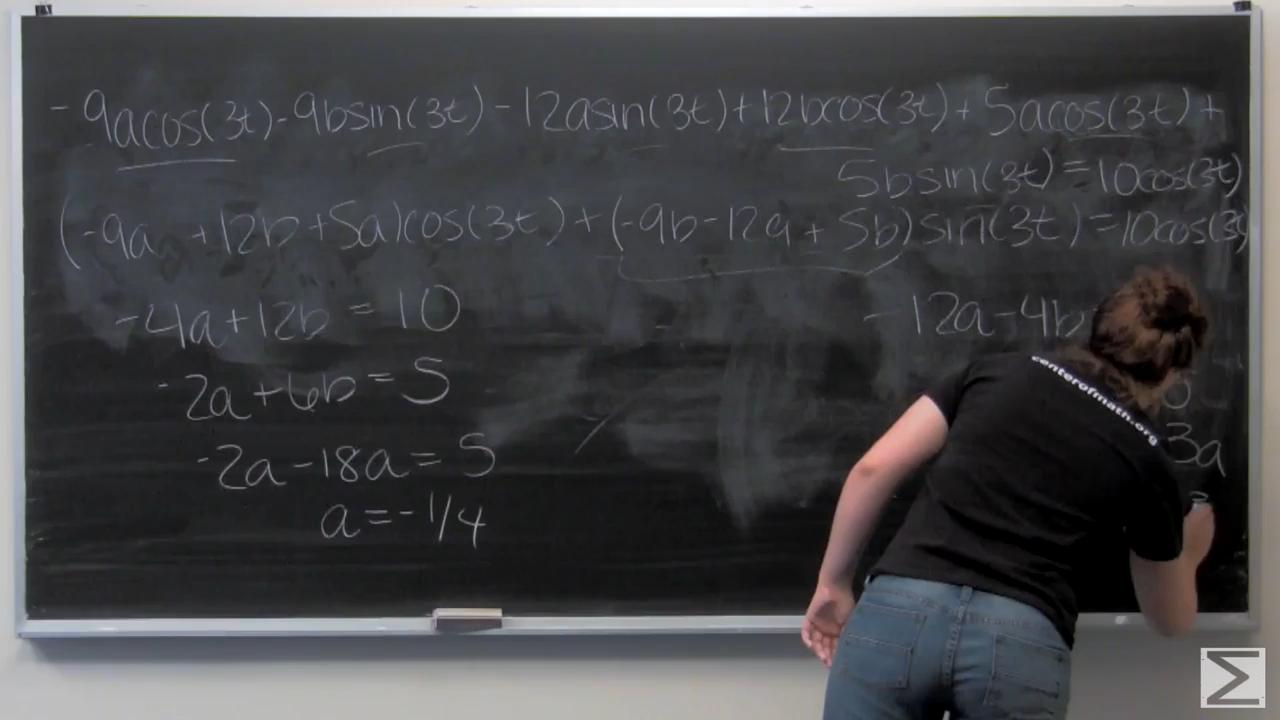 -9acos(3t)-9bsin(3t)-12asin(3t)+12bcos(3t)+5acos(3t)+
5bsin(3t)=10cos(3t)
(-9a+12b+5a)cos(3t)+(-9b-12a+5b)sin(3t)=10cos(3t)
-4a+12b=10
-12a-4b
-2a+6b=5
-2a-18a=5
3a
a=-1/4
centerofmath.org
Σ